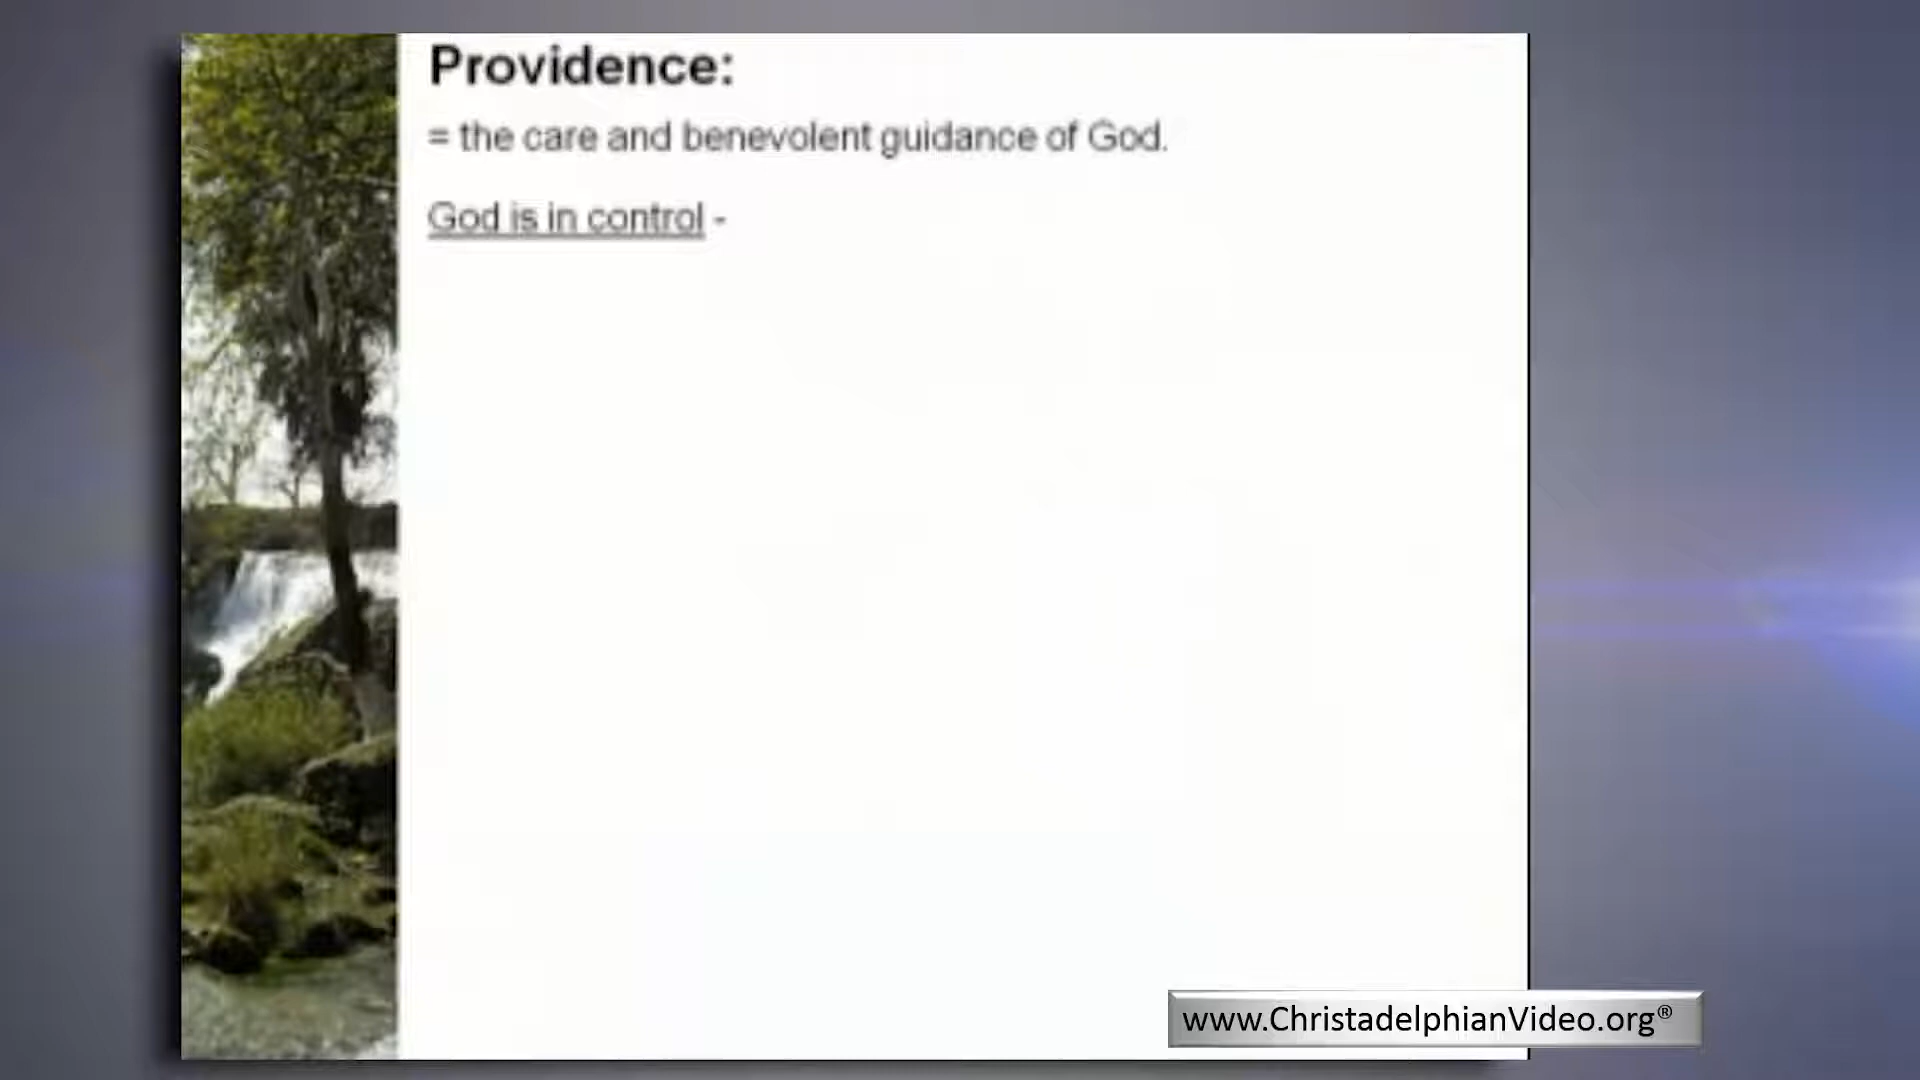 Providence:
= the care and benevolent guidance of God.
God is in control -
www.ChristadelphianVideo.org®